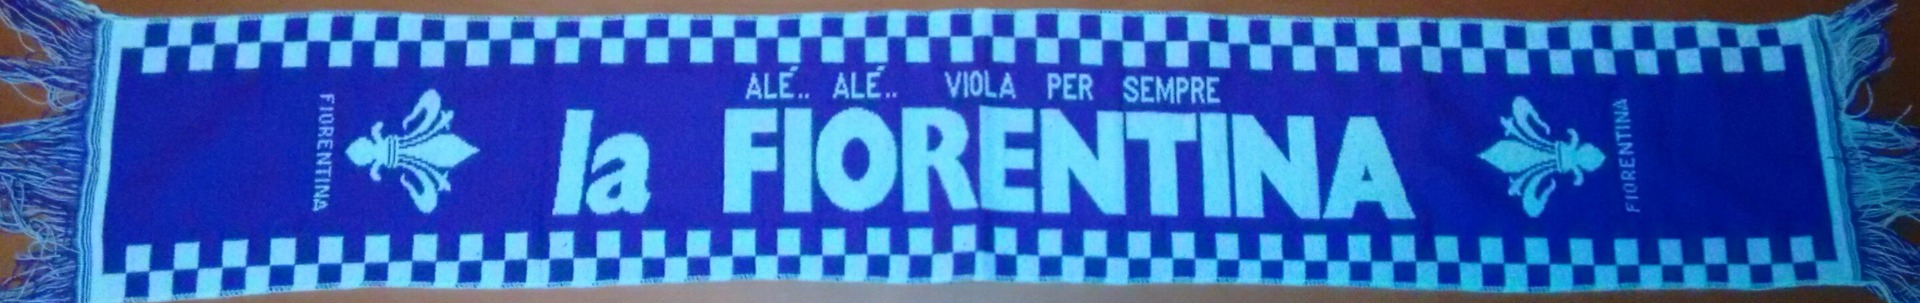 ALÉ.. ALÉ.. VIOLA PER SEMPRE
FIORENTINA
la FIORENTINA
FIORENTINA